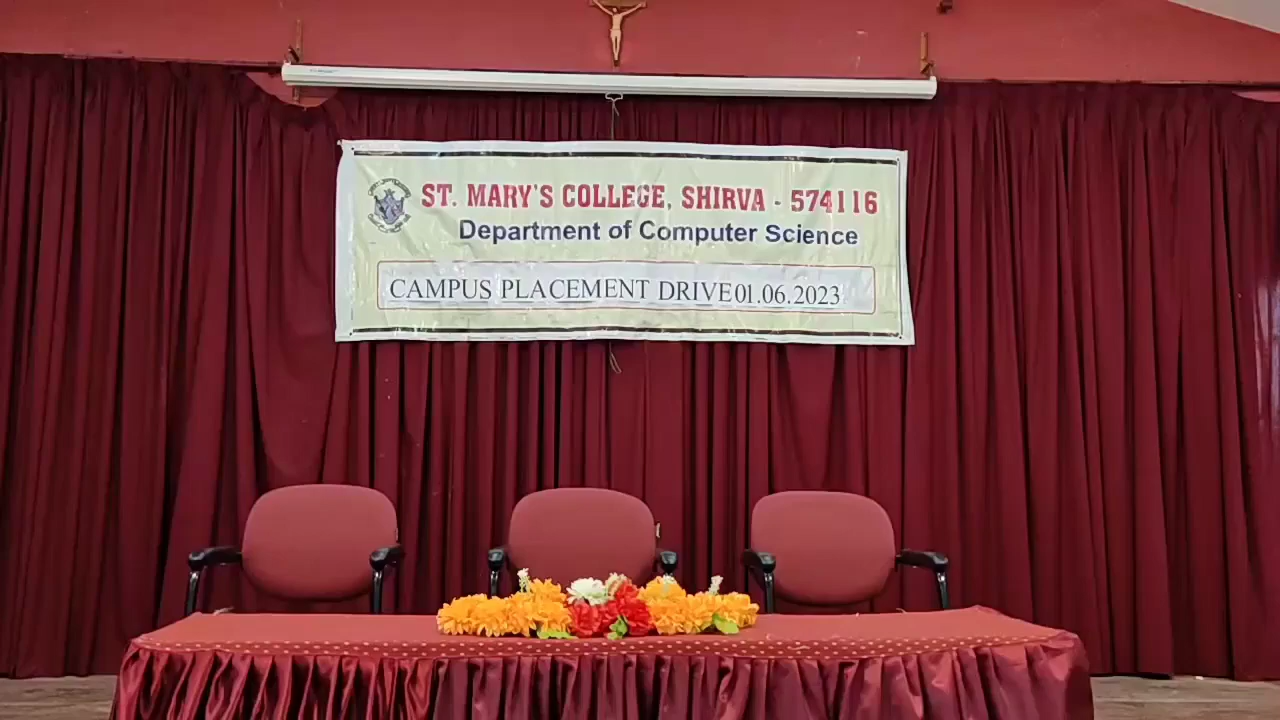 ST. MARY'S COLLEGE, SHIRVA - 574116
Department of Computer Science
CAMPUS PLACEMENT DRIVE 01.06.2023